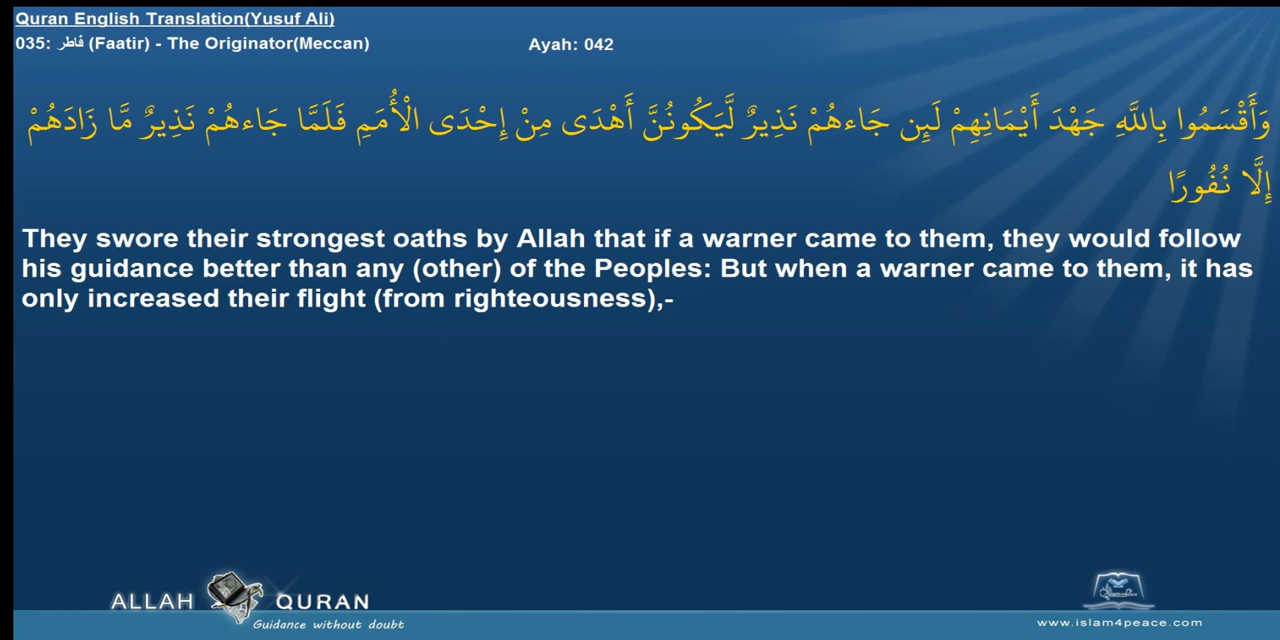 Quran English Translation(Yusuf Ali)
035: فاطر (Faatir) - The Originator(Meccan)
Ayah: 042
وَأَقْسَمُوا بِاللَّهِ جَهْدَ أَيْمَانِهِمْ لَئِن جَاءهُمْ نَذِيرٌ لَّيَكُونُنَّ أَهْدَى مِنْ إِحْدَى الْأُمَمِ فَلَمَّا جَاءهُمْ نَذِيرٌ مَّا زَادَهُمْ
إِلَّا نُفُورًا
They swore their strongest oaths by Allah that if a warner came to them, they would follow
his guidance better than any (other) of the Peoples: But when a warner came to them, it has
only increased their flight (from righteousness),-
ALLAH QURAN
Guidance without doubt
www.islam4peace.com